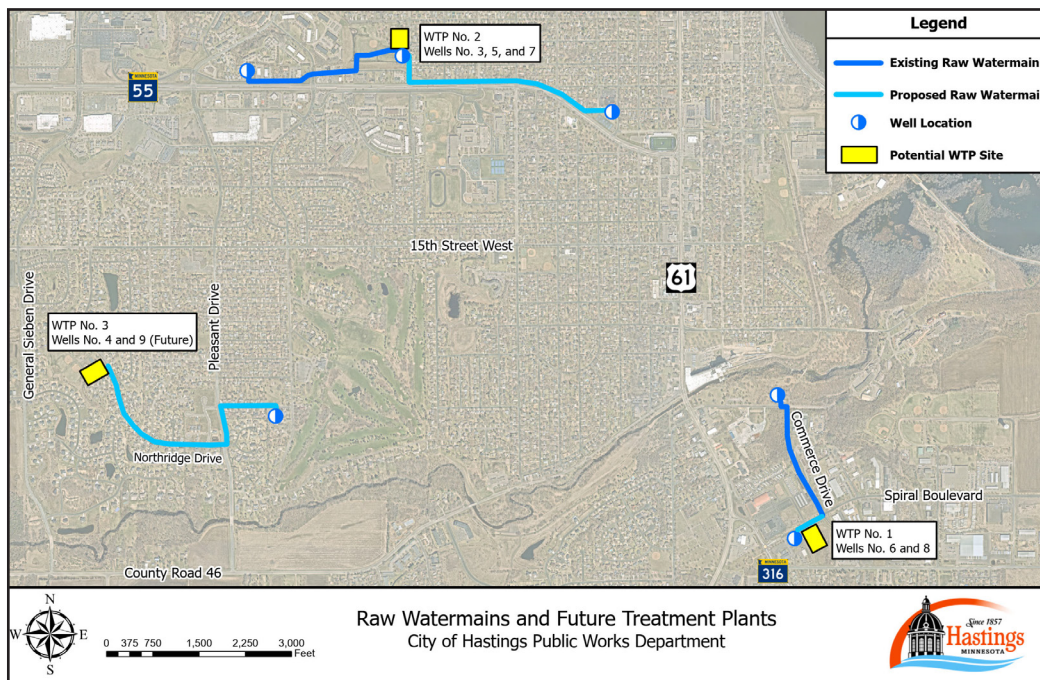 Legend
Existing Raw Watermain
Proposed Raw Watermai
Well Location
Potential WTP Site
WTP No. 2
Wells No. 3, 5, and 7
MINNESOTA
55
15th Street West
61
General Sieben Drive
Pleasant Drive
WTP No. 3
Wells No. 4 and 9 (Future)
Northridge Drive
Commerce Drive
Spiral Boulevard
WTP No. 1
Wells No. 6 and 8
MINNESOTA
316
County Road 46
N
W
E
S
0 375 750 1,500 2,250 3,000
Feet
Raw Watermains and Future Treatment Plants
City of Hastings Public Works Department
Since 1857
Hastings
MINNESOTA